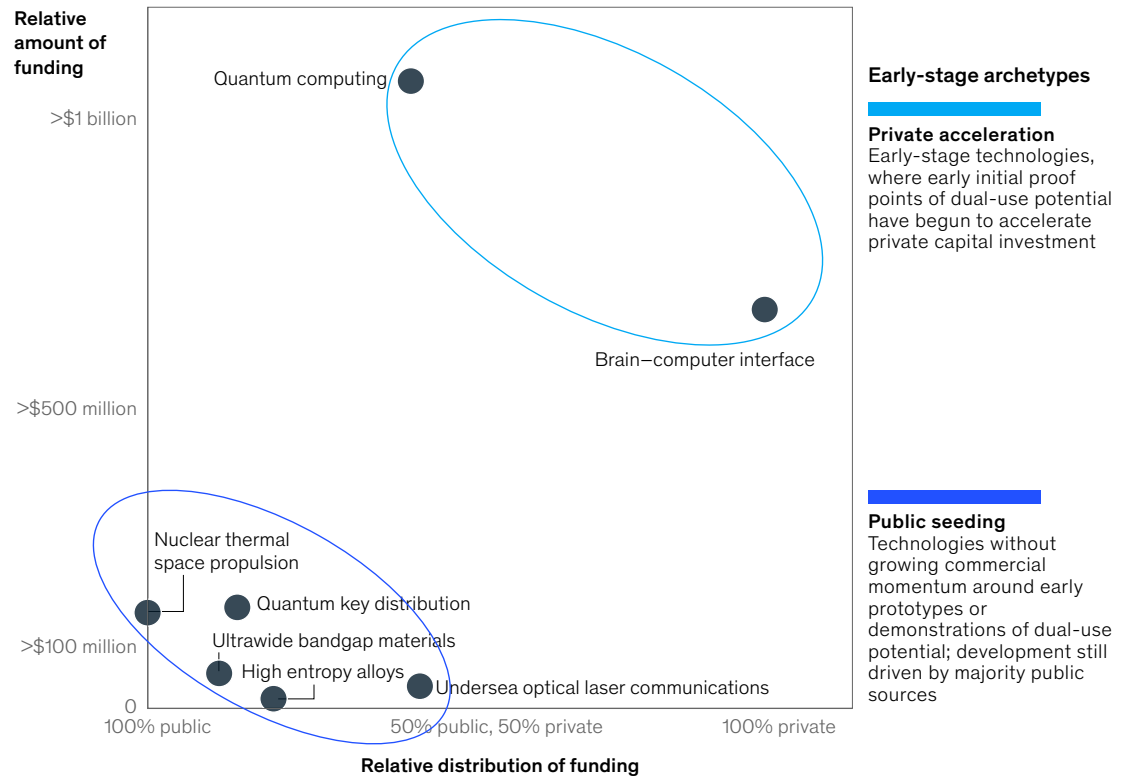 Relative
amount of
funding
>$1 billion
>$500 million
>$100 million
0
Quantum computing
Brain–computer interface
Nuclear thermal
space propulsion
Quantum key distribution
Ultrawide bandgap materials
High entropy alloys
Undersea optical laser communications
100% public
50% public, 50% private
100% private
Relative distribution of funding
Early-stage archetypes
Private acceleration
Early-stage technologies,
where early initial proof
points of dual-use potential
have begun to accelerate
private capital investment
Public seeding
Technologies without
growing commercial
momentum around early
prototypes or
demonstrations of dual-use
potential; development still
driven by majority public
sources